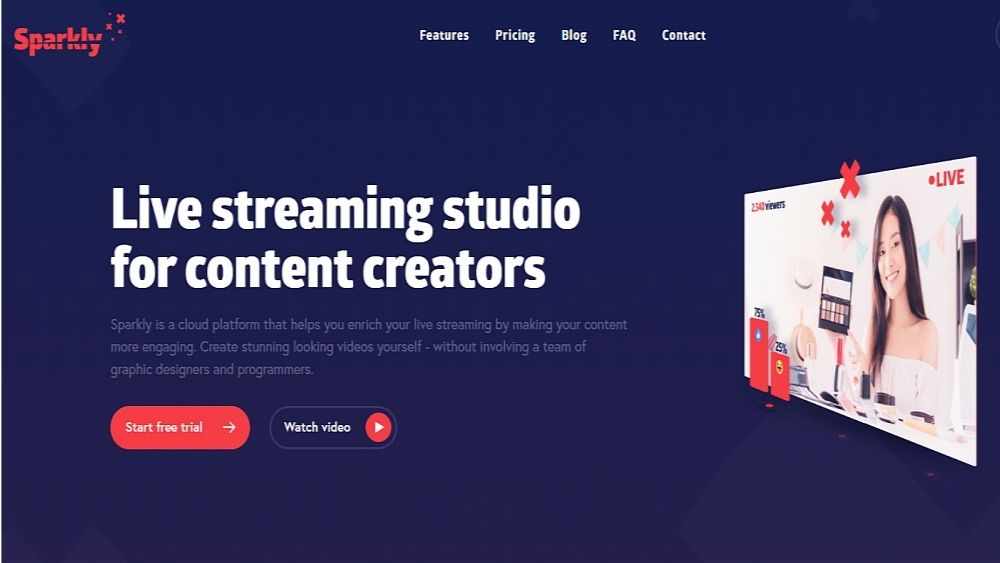 Sparkly
Features Pricing Blog FAQ Contact
Live streaming studio
for content creators
Sparkly is a cloud platform that helps you enrich your live streaming by making your content
more engaging. Create stunning looking videos yourself - without involving a team of
graphic designers and programmers.
Start free trial
Watch video
LIVE
2,340 viewers
75%
25%